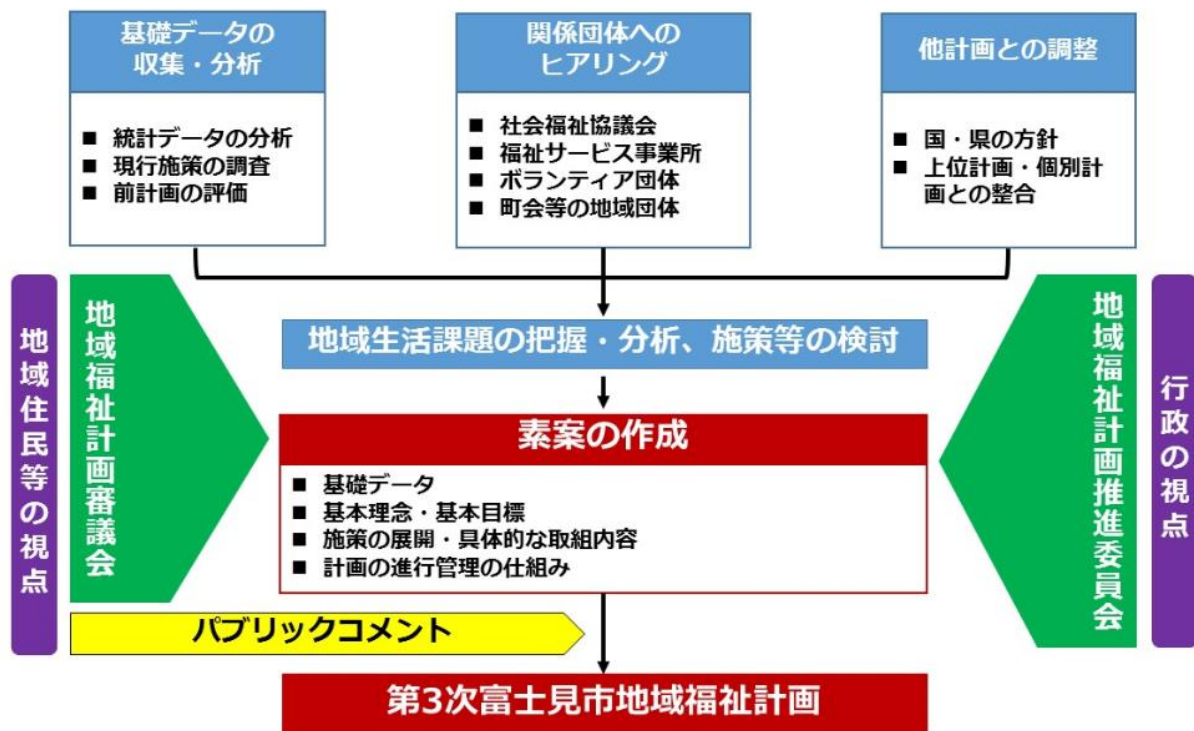 基礎データの
収集・分析
■ 統計データの分析
■ 現行施策の調査
■ 前計画の評価
関係団体への
ヒアリング
■ 社会福祉協議会
■ 福祉サービス事業所
■ ボランティア団体
■ 町会等の地域団体
他計画との調整
■ 国・県の方針
■ 上位計画・個別計
画との整合
地域住民等の視点
地域福祉計画審議会
地域生活課題の把握・分析、施策等の検討
素案の作成
■ 基礎データ
■ 基本理念・基本目標
■ 施策の展開・具体的な取組内容
■ 計画の進行管理の仕組み
地域福祉計画推進委員会
行政の視点
パブリックコメント
第3次富士見市地域福祉計画